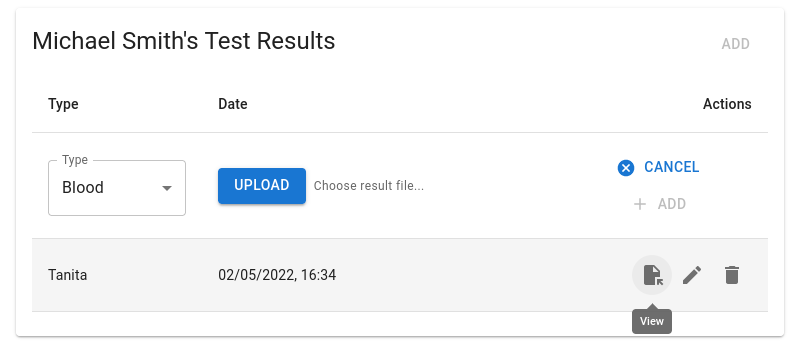 Michael Smith's Test Results
ADD
Type Date Actions
Type
Blood
UPLOAD Choose result file...
CANCEL
ADD
Tanita 02/05/2022, 16:34
View